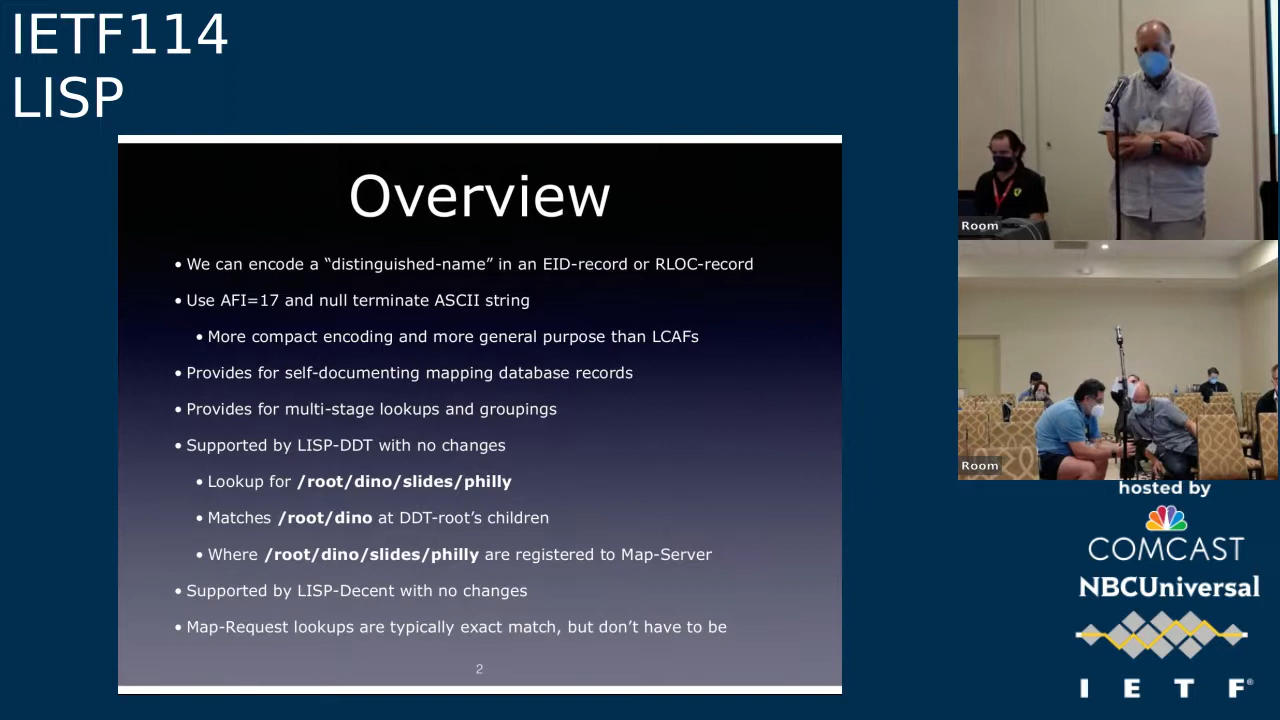 IETF114
LISP
Overview
• We can encode a “distinguished-name” in an EID-record or RLOC-record
• Use AFI=17 and null terminate ASCII string
• More compact encoding and more general purpose than LCAFs
• Provides for self-documenting mapping database records
• Provides for multi-stage lookups and groupings
• Supported by LISP-DDT with no changes
• Lookup for /root/dino/slides/philly
• Matches /root/dino at DDT-root’s children
• Where /root/dino/slides/philly are registered to Map-Server
• Supported by LISP-Decent with no changes
• Map-Request lookups are typically exact match, but don’t have to be
2
Room
Room
hosted by
COMCAST
NBCUniversal
I E T F®